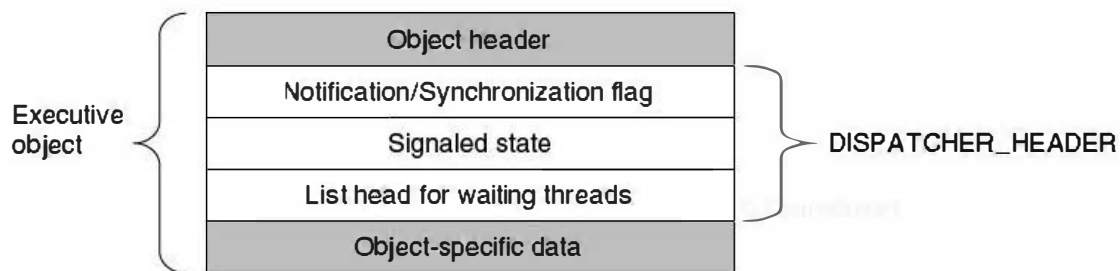 Object header
Notification/Synchronization flag
Executive
object
Signaled state
DISPATCHER_HEADER
List head for waiting threads
Object-specific data